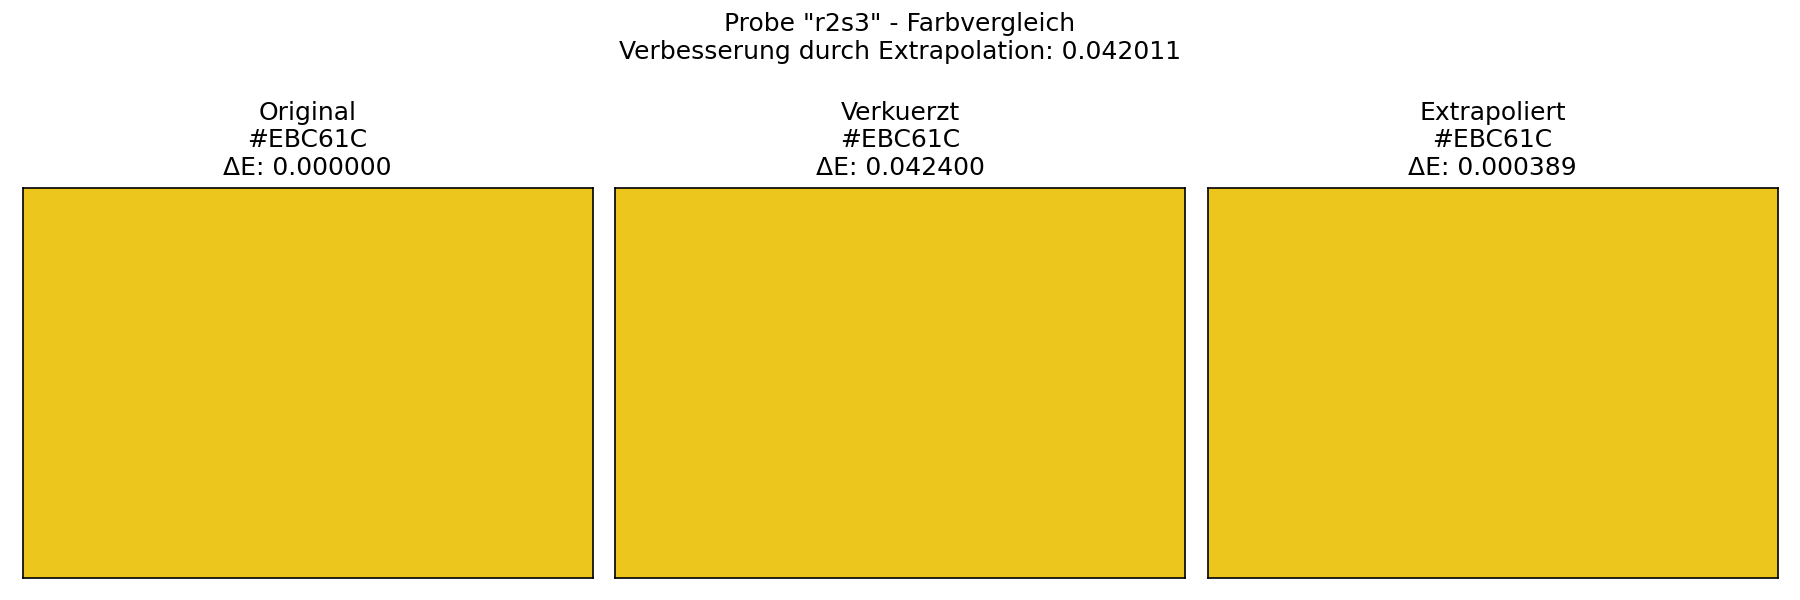 Probe "r2s3" - Farbvergleich
Verbesserung durch Extrapolation: 0.042011
Original
#EBC61C
ΔE: 0.000000
Verkuerzt
#EBC61C
ΔE: 0.042400
Extrapoliert
#EBC61C
ΔE: 0.000389